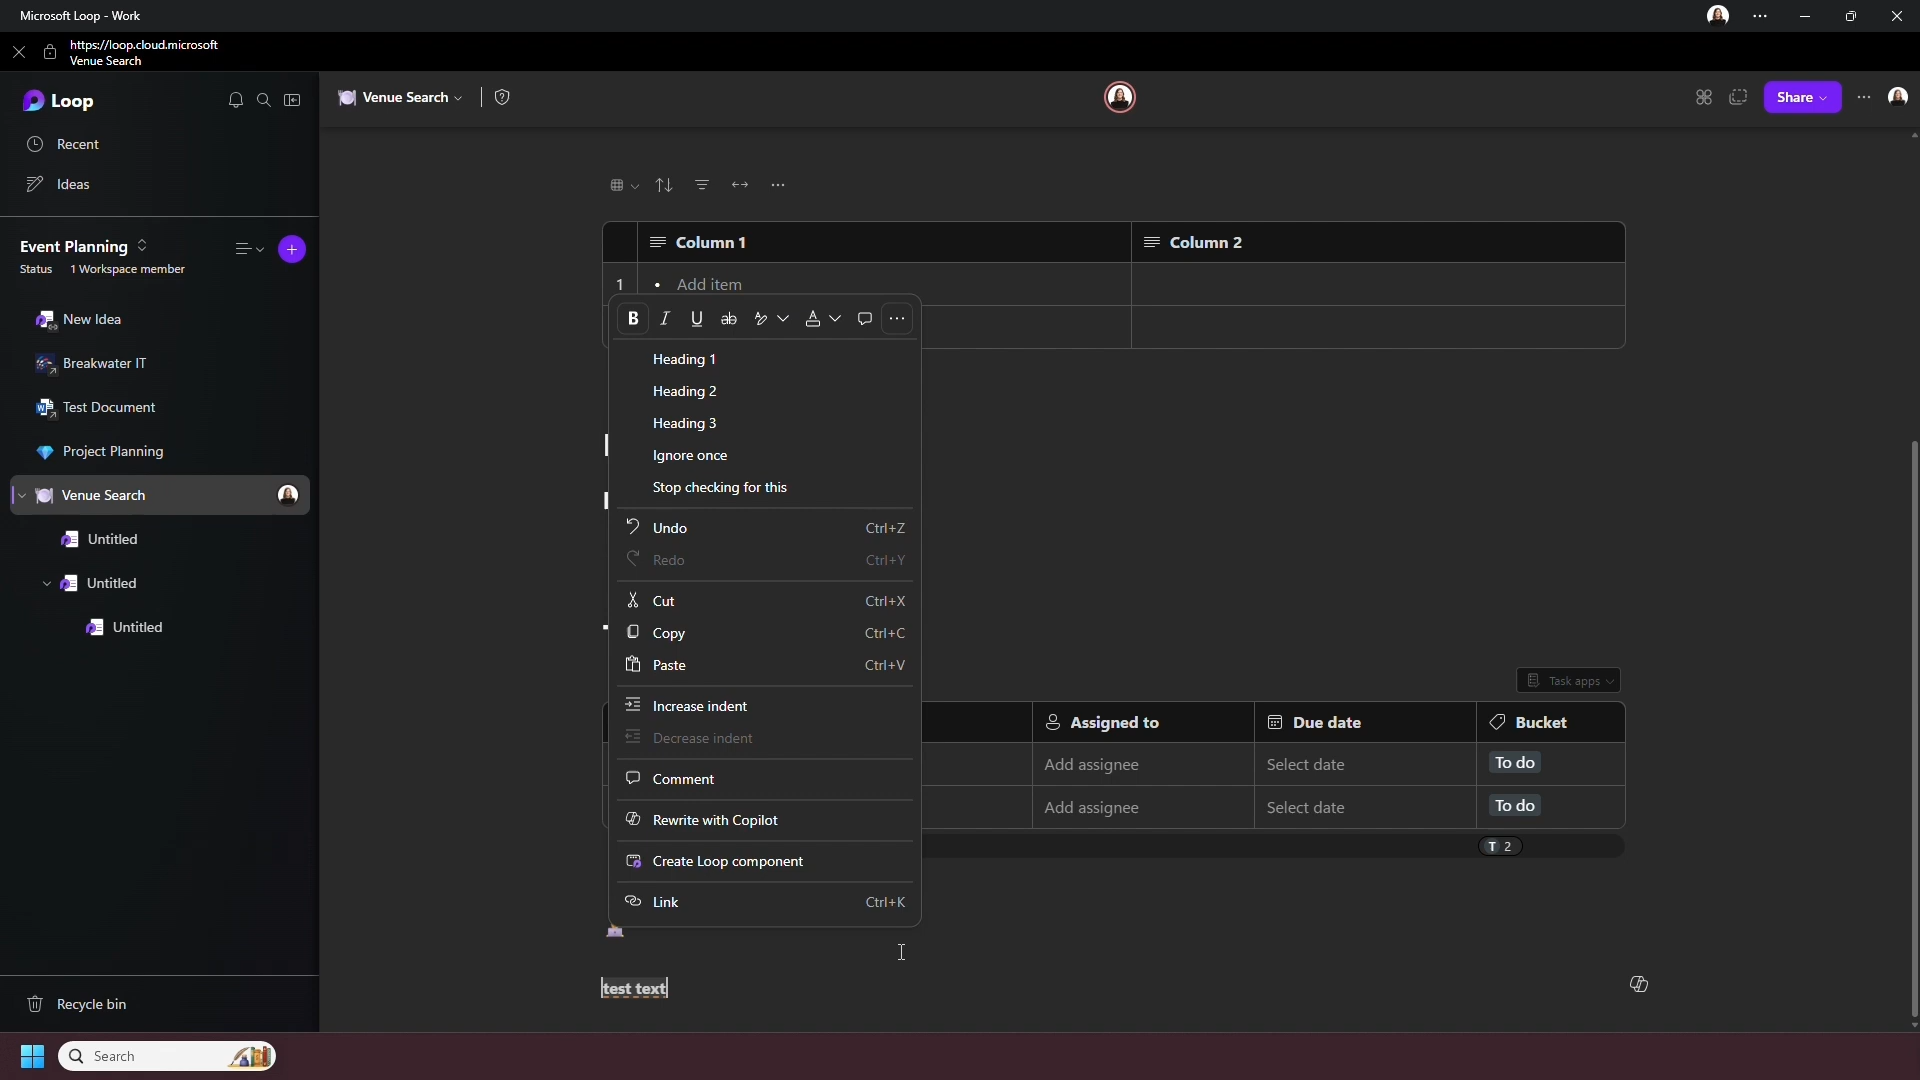 Microsoft Loop - Work
https://loop.cloud.microsoft
Venue Search
Loop
Recent
Ideas
Event Planning
Status 1 Workspace member
New Idea
Breakwater IT
Test Document
Project Planning
Venue Search
Untitled
Untitled
Untitled
Recycle bin
Venue Search
Share
Column 1 Column 2
1 • Add item
B I U ab A
Heading 1
Heading 2
Heading 3
Ignore once
Stop checking for this
Undo Ctrl+Z
Redo Ctrl+Y
Cut Ctrl+X
Copy Ctrl+C
Paste Ctrl+V
Increase indent
Decrease indent
Comment
Rewrite with Copilot
Create Loop component
Link Ctrl+K
Task apps
Assigned to Due date Bucket
Add assignee Select date To do
Add assignee Select date To do
T 2
test text
Search